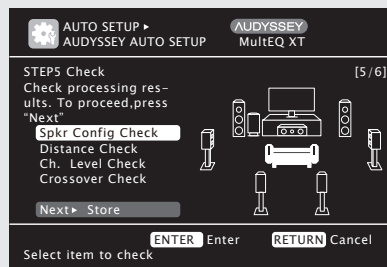 AUTO SETUP ▸
AUDYSSEY AUTO SETUP
AUDYSSEY
MultEQ XT
STEP5 Check
[5/6]
Check processing res-
ults. To proceed,press
“Next”
Spkr Config Check
Distance Check
Ch. Level Check
Crossover Check
Next▸ Store
ENTER Enter
RETURN Cancel
Select item to check